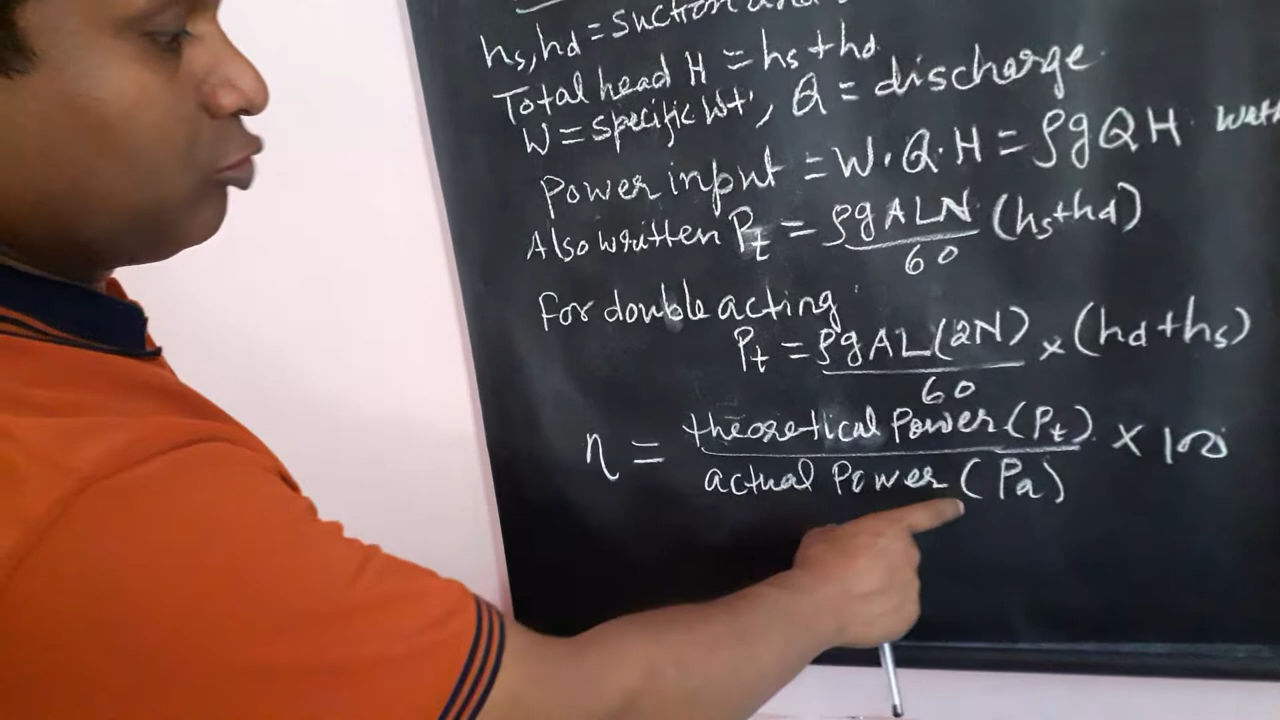 hs, hd = Suction and
Total head H = hs + hd
W = Specific wt', Q = discharge.
Power input = W.Q.H = ρgQH
Also written Pt = ρgALN/60 (hs+hd)
For double acting
Pt = ρgAL(2N)/60 × (hd+hs)
η = theoretical Power (Pt)/actual Power (Pa) × 100